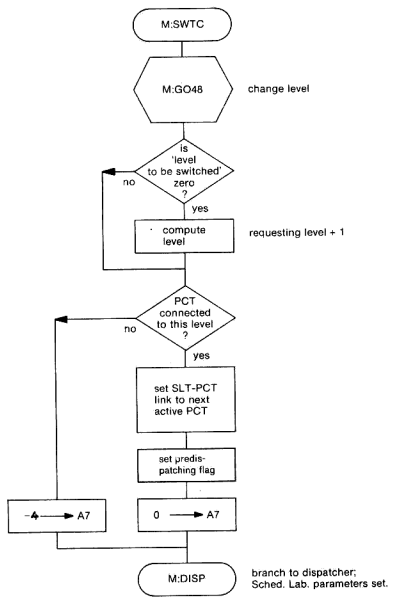 M:SWTC
M:GO48
change level
is
'level
to be switched'
zero
?
no
yes
compute
level
requesting level + 1
PCT
connected
to this level
?
no
yes
set SLT-PCT
link to next
active PCT
set predis-
patching flag
-4 → A7
0 → A7
M:DISP
branch to dispatcher;
Sched. Lab. parameters set.